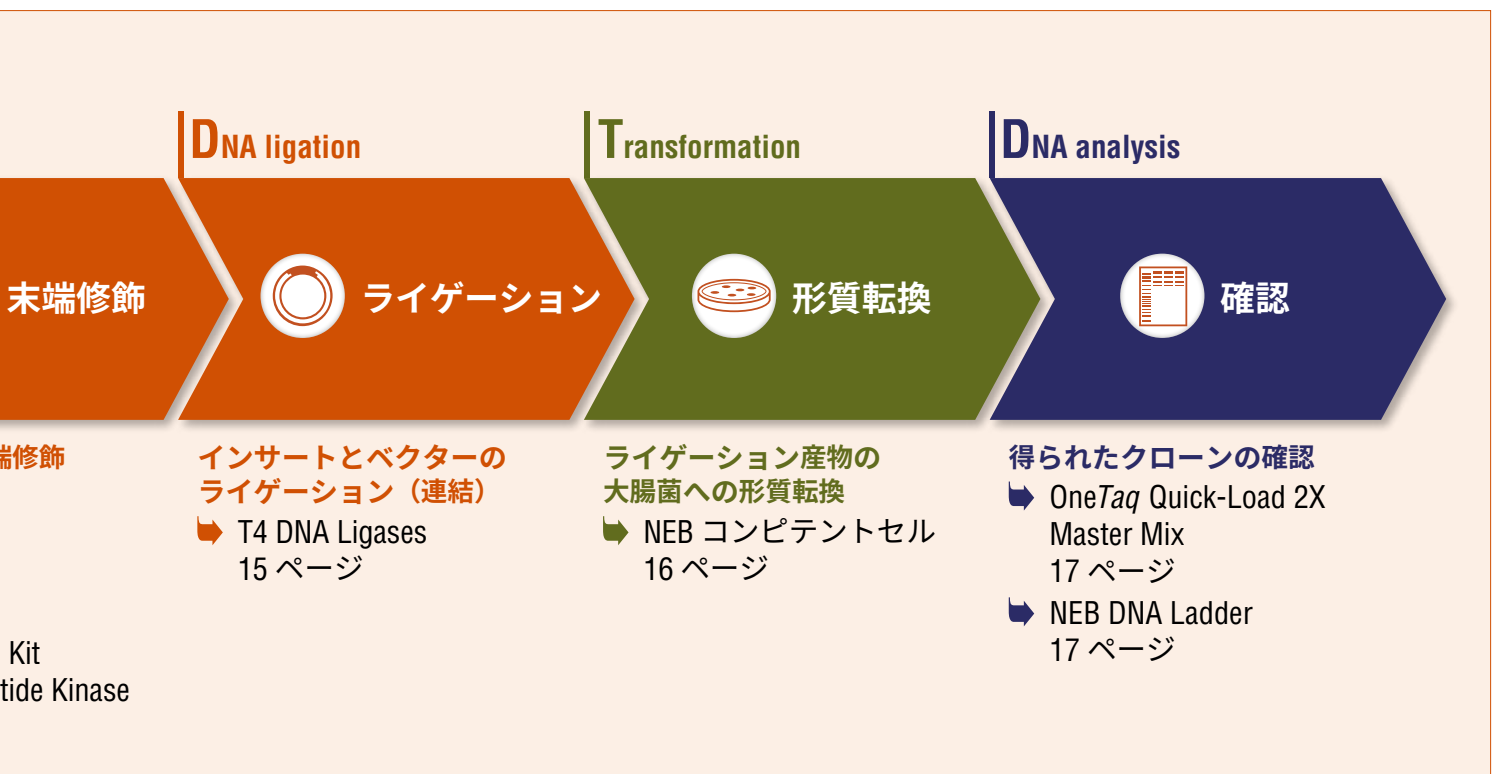 DNA ligation
Transformation
DNA analysis
末端修飾
ライゲーション
形質転換
確認
端修飾
Kit
tide Kinase
インサートとベクターの
ライゲーション（連結）
T4 DNA Ligases
15 ページ
ライゲーション産物の
大腸菌への形質転換
NEB コンピテントセル
16 ページ
得られたクローンの確認
OneTaq Quick-Load 2X
Master Mix
17 ページ
NEB DNA Ladder
17 ページ